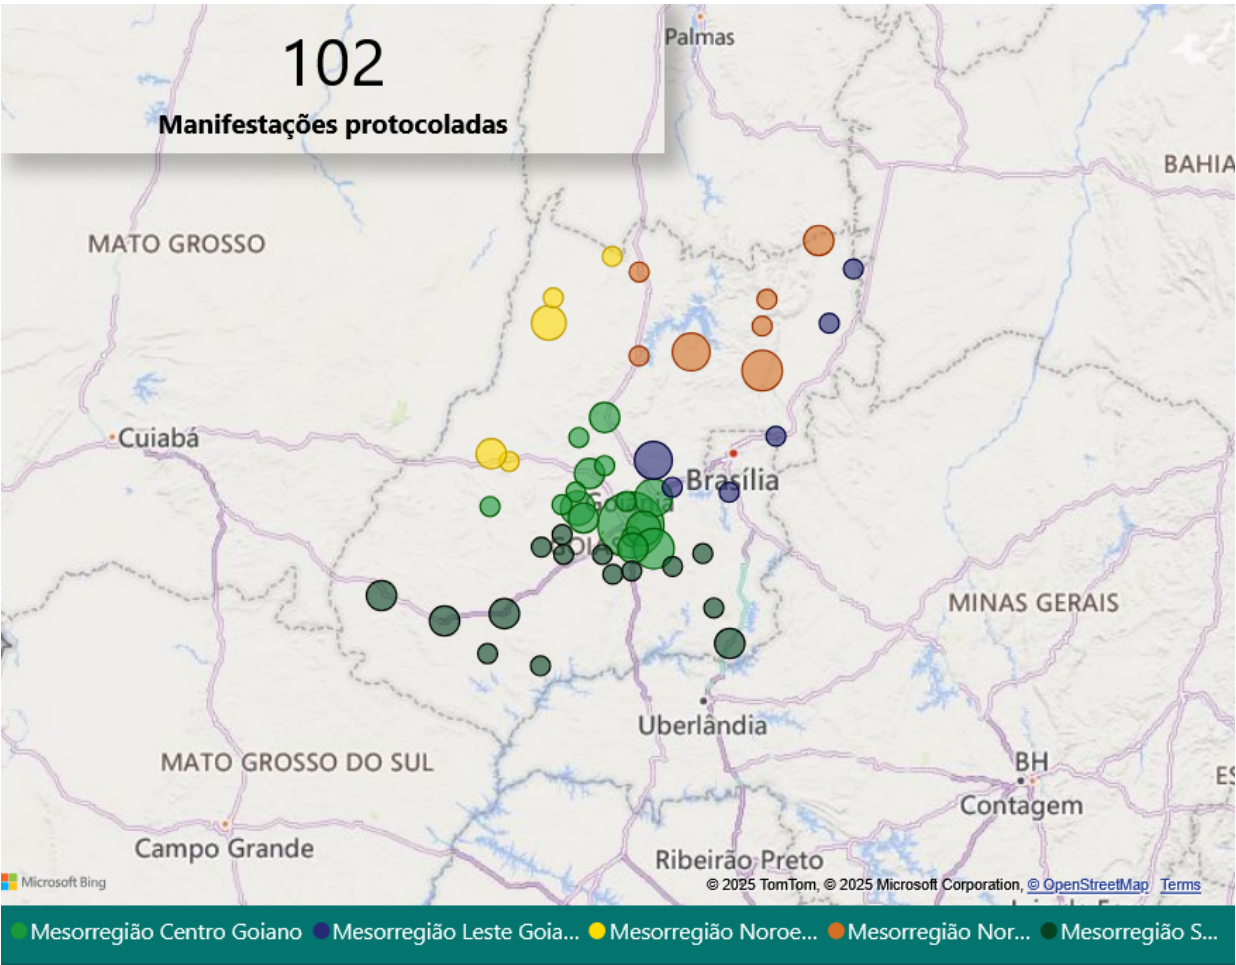 102
Manifestações protocoladas
Palmas
BAHIA
MATO GROSSO
Cuiabá
Brasília
Goiânia
GOIÁS
MINAS GERAIS
Uberlândia
MATO GROSSO DO SUL
BH
Contagem
Campo Grande
Ribeirão Preto
Microsoft Bing
© 2025 TomTom, © 2025 Microsoft Corporation, © OpenStreetMap Terms
Mesorregião Centro Goiano Mesorregião Leste Goia... Mesorregião Noroe... Mesorregião Nor... Mesorregião S...